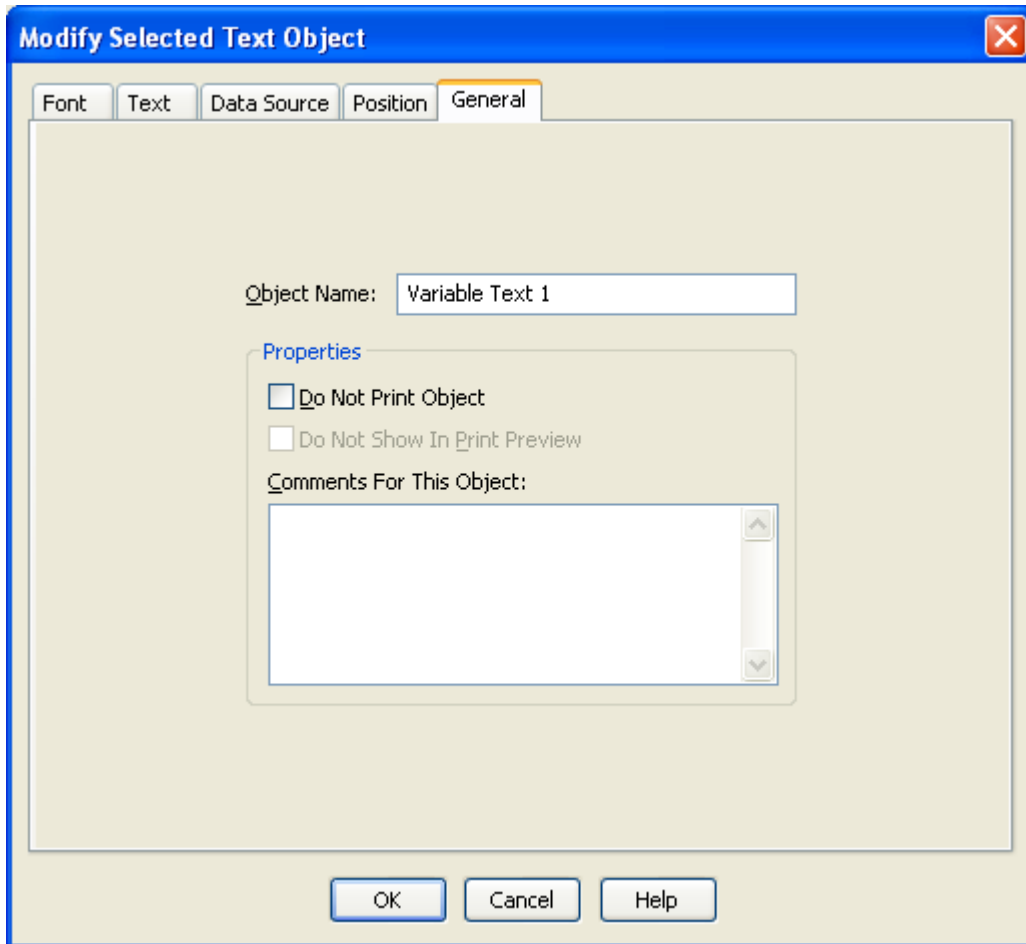 Modify Selected Text Object
Font Text Data Source Position General
Object Name: Variable Text 1
Properties
Do Not Print Object
Do Not Show In Print Preview
Comments For This Object:
OK Cancel Help